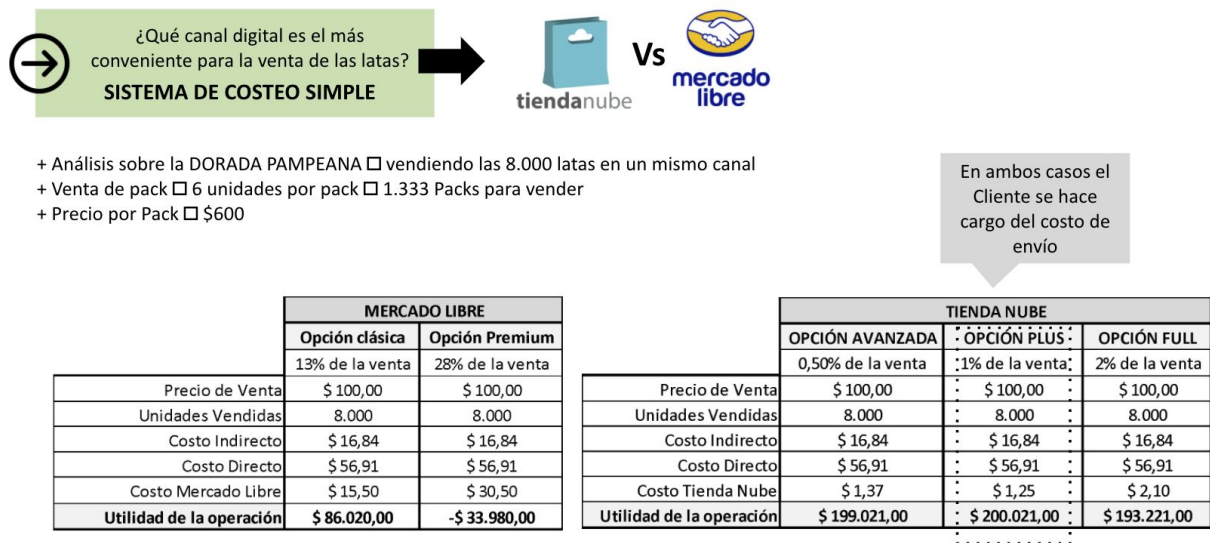 ¿Qué canal digital es el más
conveniente para la venta de las latas?
SISTEMA DE COSTEO SIMPLE
tiendanube
Vs
mercado
libre
+ Análisis sobre la DORADA PAMPEANA □ vendiendo las 8.000 latas en un mismo canal
+ Venta de pack □ 6 unidades por pack □ 1.333 Packs para vender
+ Precio por Pack □ $600
En ambos casos el
Cliente se hace
cargo del costo de
envío
MERCADO LIBRE
Opción clásica Opción Premium
13% de la venta 28% de la venta
Precio de Venta $ 100,00 $ 100,00
Unidades Vendidas 8.000 8.000
Costo Indirecto $ 16,84 $ 16,84
Costo Directo $ 56,91 $ 56,91
Costo Mercado Libre $ 15,50 $ 30,50
Utilidad de la operación $ 86.020,00 -$ 33.980,00
TIENDA NUBE
OPCIÓN AVANZADA OPCIÓN PLUS OPCIÓN FULL
0,50% de la venta 1% de la venta 2% de la venta
Precio de Venta $ 100,00 $ 100,00 $ 100,00
Unidades Vendidas 8.000 8.000 8.000
Costo Indirecto $ 16,84 $ 16,84 $ 16,84
Costo Directo $ 56,91 $ 56,91 $ 56,91
Costo Tienda Nube $ 1,37 $ 1,25 $ 2,10
Utilidad de la operación $ 199.021,00 $ 200.021,00 $ 193.221,00